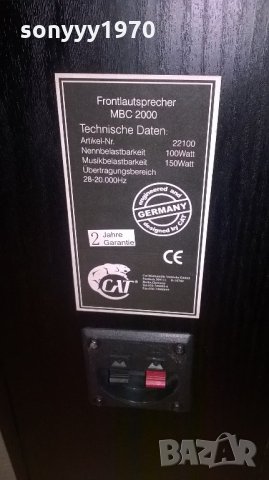 sonyyy1970
Frontlautsprecher
MBC 2000
Technische Daten:
Artikel-Nr. 22100
Nennbelastbarkeit 100Watt
Musikbelastbarkeit 150Watt
Übertragungsbereich
28-20.000Hz
engineered and
GERMANY
designed by CAT
2 Jahre
Garantie
CE
CAT®
BAZAR